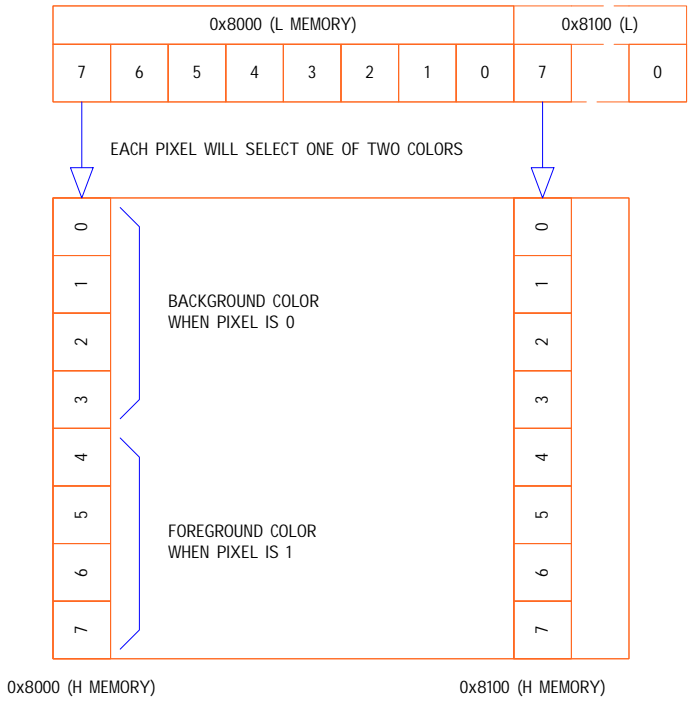 0x8000 (L MEMORY) 0x8100 (L)
7 6 5 4 3 2 1 0 7 0
EACH PIXEL WILL SELECT ONE OF TWO COLORS
0 0
1 1
BACKGROUND COLOR
WHEN PIXEL IS 0
2 2
3 3
4 4
5 5
FOREGROUND COLOR
WHEN PIXEL IS 1
6 6
7 7
0x8000 (H MEMORY) 0x8100 (H MEMORY)